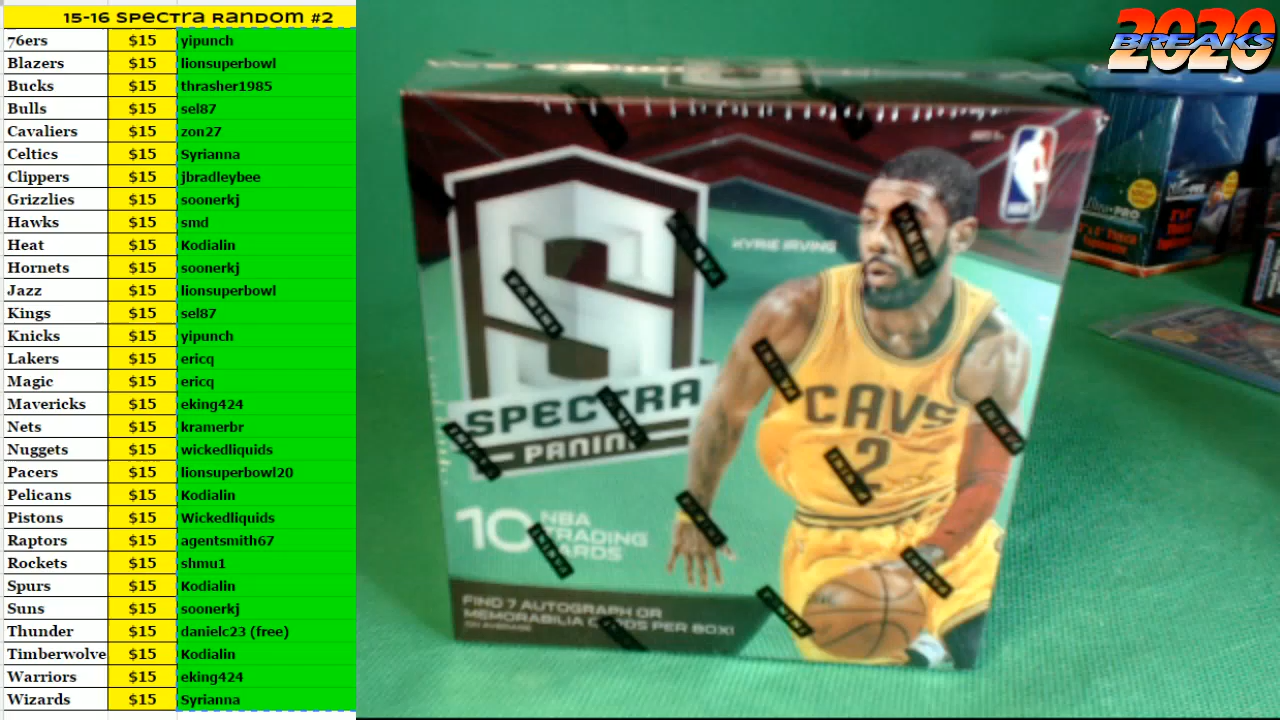 15-16 Spectra Random #2
76ers $15 yipunch
Blazers $15 lionsuperbowl
Bucks $15 thrasher1985
Bulls $15 sel87
Cavaliers $15 zon27
Celtics $15 Syrianna
Clippers $15 jbradleybee
Grizzlies $15 soonerkj
Hawks $15 smd
Heat $15 Kodialin
Hornets $15 soonerkj
Jazz $15 lionsuperbowl
Kings $15 sel87
Knicks $15 yipunch
Lakers $15 ericq
Magic $15 ericq
Mavericks $15 eking424
Nets $15 kramerbr
Nuggets $15 wickedliquids
Pacers $15 lionsuperbowl20
Pelicans $15 Kodialin
Pistons $15 Wickedliquids
Raptors $15 agentsmith67
Rockets $15 shmu1
Spurs $15 Kodialin
Suns $15 soonerkj
Thunder $15 danielc23 (free)
Timberwolve $15 Kodialin
Warriors $15 eking424
Wizards $15 Syrianna
2020
BREAKS
KYRIE IRVING
S
SPECTRA
PANINI
CAVS
2
10 NBA
TRADING
CARDS
FIND 7 AUTOGRAPH OR
MEMORABILIA CARDS PER BOX!
ON AVERAGE